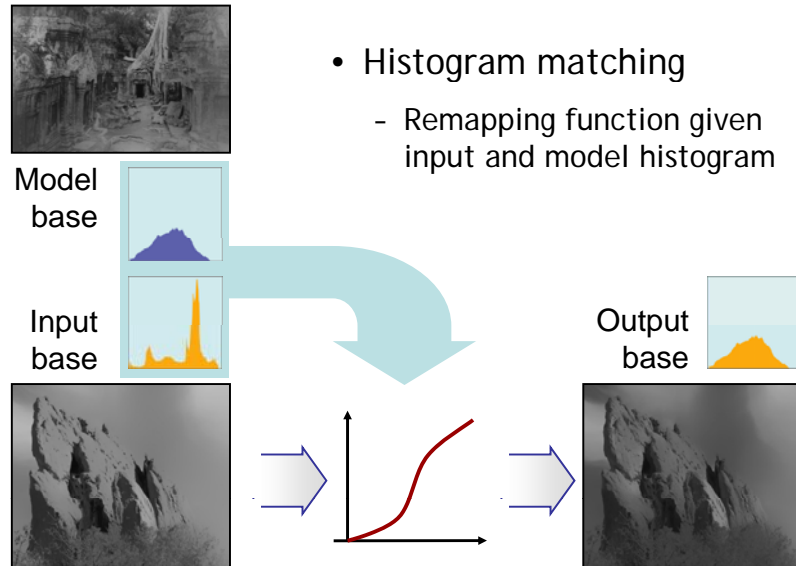 • Histogram matching
- Remapping function given
input and model histogram
Model
base
Input
base
Output
base